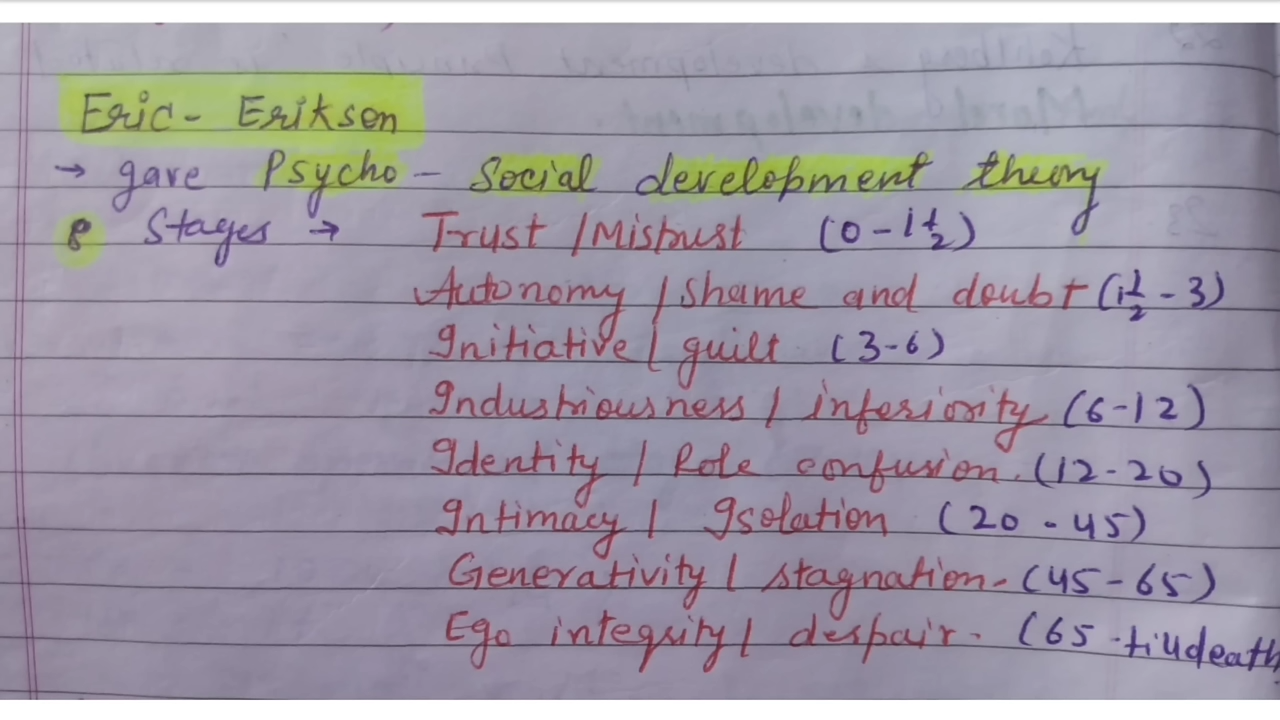 Eric- Erikson
→ gave Psycho - Social development theory
8 Stages → Trust / Mistrust (0-1½)
Autonomy / Shame and doubt (1½ - 3)
Initiative / guilt (3-6)
Industriousness / inferiority (6-12)
Identity / Role confusion. (12-20)
Intimacy / Isolation (20 - 45)
Generativity / stagnation - (45-65)
Ego integrity / despair - (65 - till death